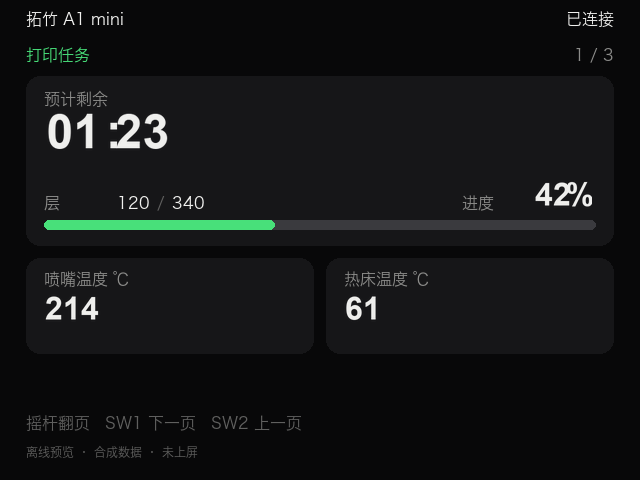 拓竹 A1 mini 已连接
打印任务 1 / 3
预计剩余
01:23
层 120 / 340 进度 42%
喷嘴温度 ℃ 热床温度 ℃
214 61
摇杆翻页 SW1 下一页 SW2 上一页
离线预览 · 合成数据 · 未上屏